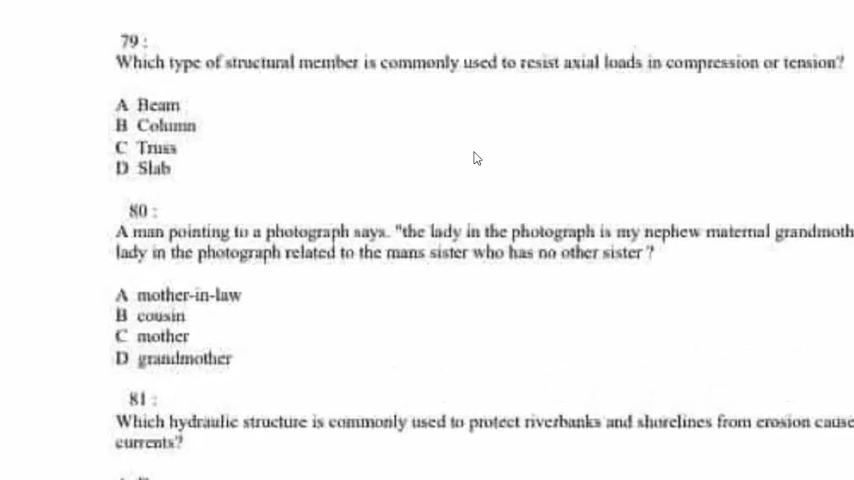 79 :
Which type of structural member is commonly used to resist axial loads in compression or tension?
A Beam
B Column
C Truss
D Slab
80 :
A man pointing to a photograph says. "the lady in the photograph is my nephew maternal grandmoth
lady in the photograph related to the mans sister who has no other sister ?
A mother-in-law
B cousin
C mother
D grandmother
81 :
Which hydraulic structure is commonly used to protect riverbanks and shorelines from erosion cause
currents?